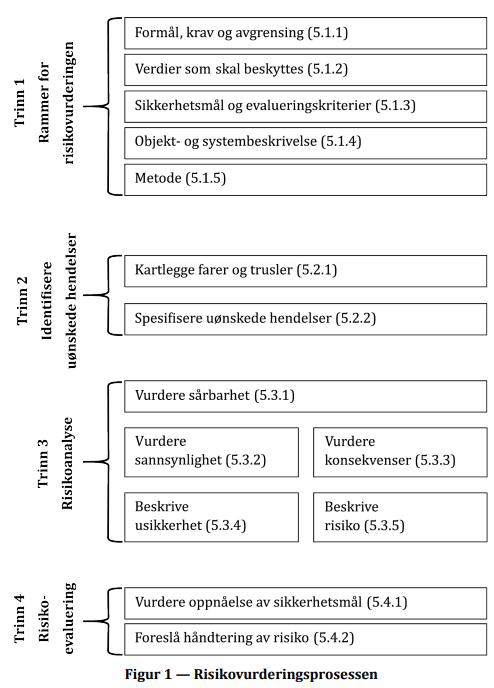 Trinn 1
Rammer for
risikovurderingen
Formål, krav og avgrensing (5.1.1)
Verdier som skal beskyttes (5.1.2)
Sikkerhetsmål og evalueringskriterier (5.1.3)
Objekt- og systembeskrivelse (5.1.4)
Metode (5.1.5)
Trinn 2
Identifisere
uønskede hendelser
Kartlegge farer og trusler (5.2.1)
Spesifisere uønskede hendelser (5.2.2)
Trinn 3
Risikoanalyse
Vurdere sårbarhet (5.3.1)
Vurdere
sannsynlighet (5.3.2)
Vurdere
konsekvenser (5.3.3)
Beskrive
usikkerhet (5.3.4)
Beskrive
risiko (5.3.5)
Trinn 4
Risiko-
evaluering
Vurdere oppnåelse av sikkerhetsmål (5.4.1)
Foreslå håndtering av risiko (5.4.2)
Figur 1 — Risikovurderingsprosessen